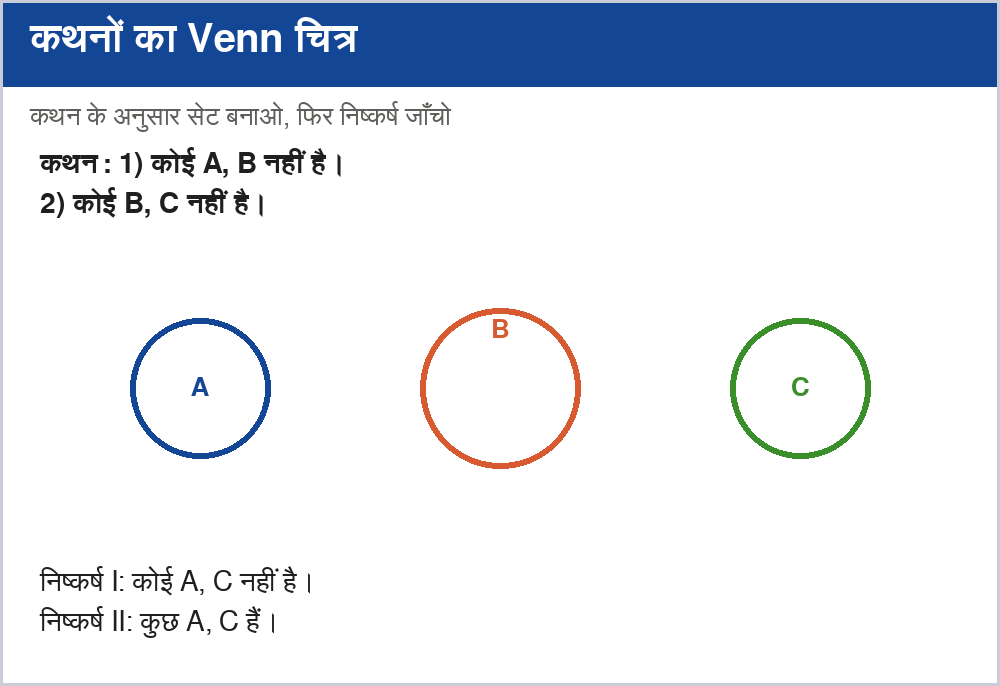 कथनों का Venn चित्र
कथन के अनुसार सेट बनाओ, फिर निष्कर्ष जाँचो
कथन : 1) कोई A, B नहीं है।
2) कोई B, C नहीं है।
A
B
C
निष्कर्ष I: कोई A, C नहीं है।
निष्कर्ष II: कुछ A, C हैं।